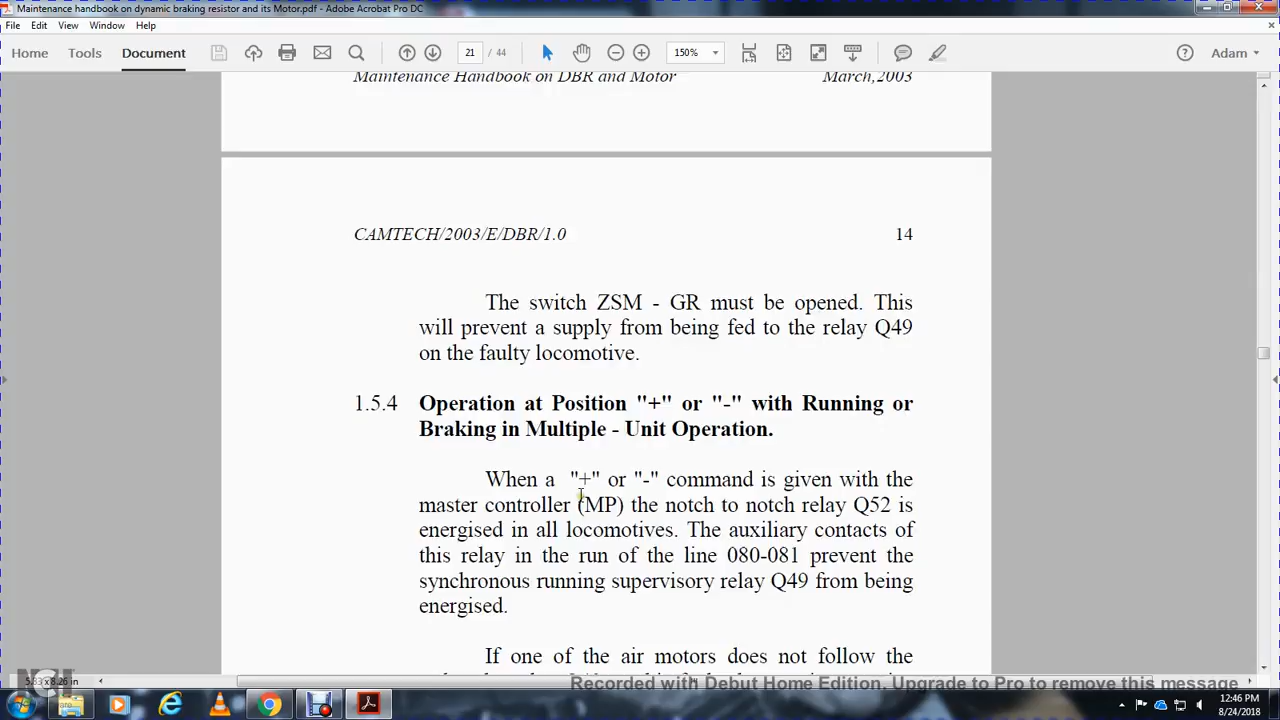 Maintenance handbook on dynamic braking resistor and its Motor.pdf - Adobe Acrobat Pro DC
File Edit View Window Help
Home Tools Document 21 / 44 150% Adam
Maintenance Handbook on DBR and Motor March,2003
CAMTECH/2003/E/DBR/1.0 14
The switch ZSM - GR must be opened. This
will prevent a supply from being fed to the relay Q49
on the faulty locomotive.
1.5.4 Operation at Position "+" or "-" with Running or
Braking in Multiple - Unit Operation.
When a "+" or "-" command is given with the
master controller (MP) the notch to notch relay Q52 is
energised in all locomotives. The auxiliary contacts of
this relay in the run of the line 080-081 prevent the
synchronous running supervisory relay Q49 from being
energised.
If one of the air motors does not follow the
5.83 x 8.26 in
Recorded with Debut Home Edition. Upgrade to Pro to remove this message
12:46 PM
8/24/2018